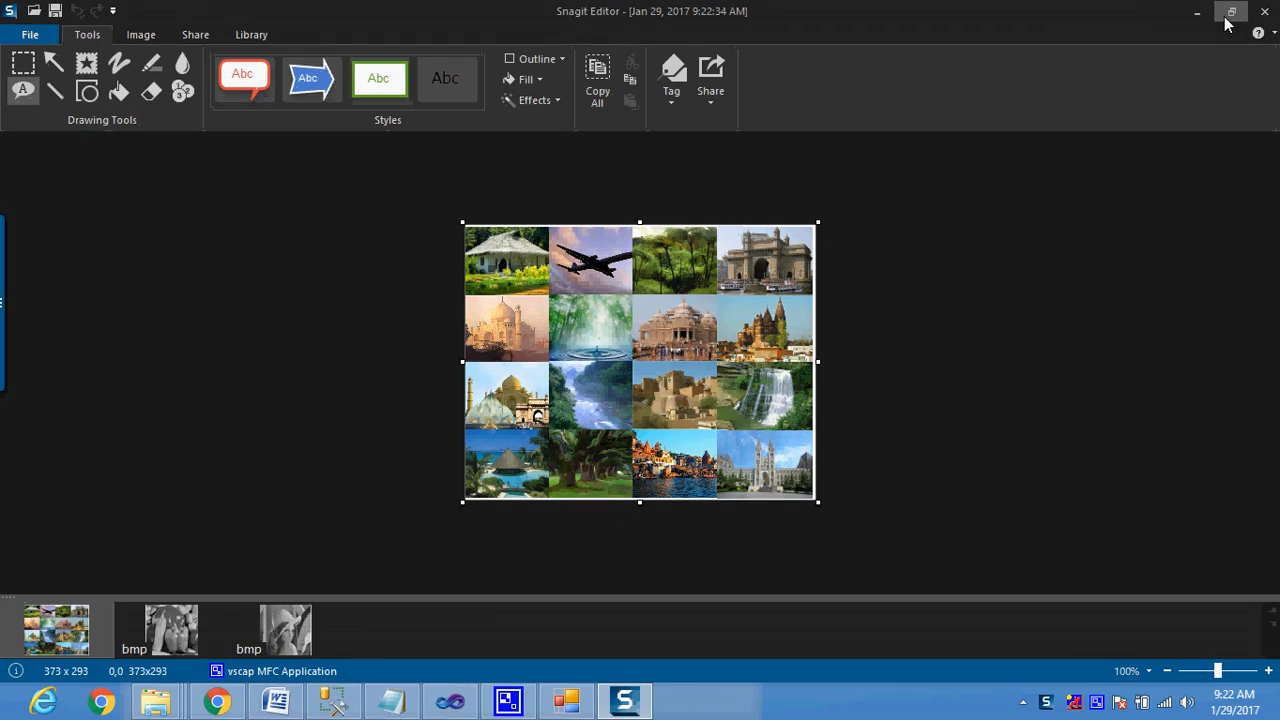 Snagit Editor - [Jan 29, 2017 9:22:34 AM]
File
Tools
Image
Share
Library
Abc
Abc
Abc
Abc
Outline
Fill
Effects
Copy
All
Tag
Share
Drawing Tools
Styles
bmp
bmp
373 x 293
0,0 373x293
vscap MFC Application
100%
9:22 AM
1/29/2017